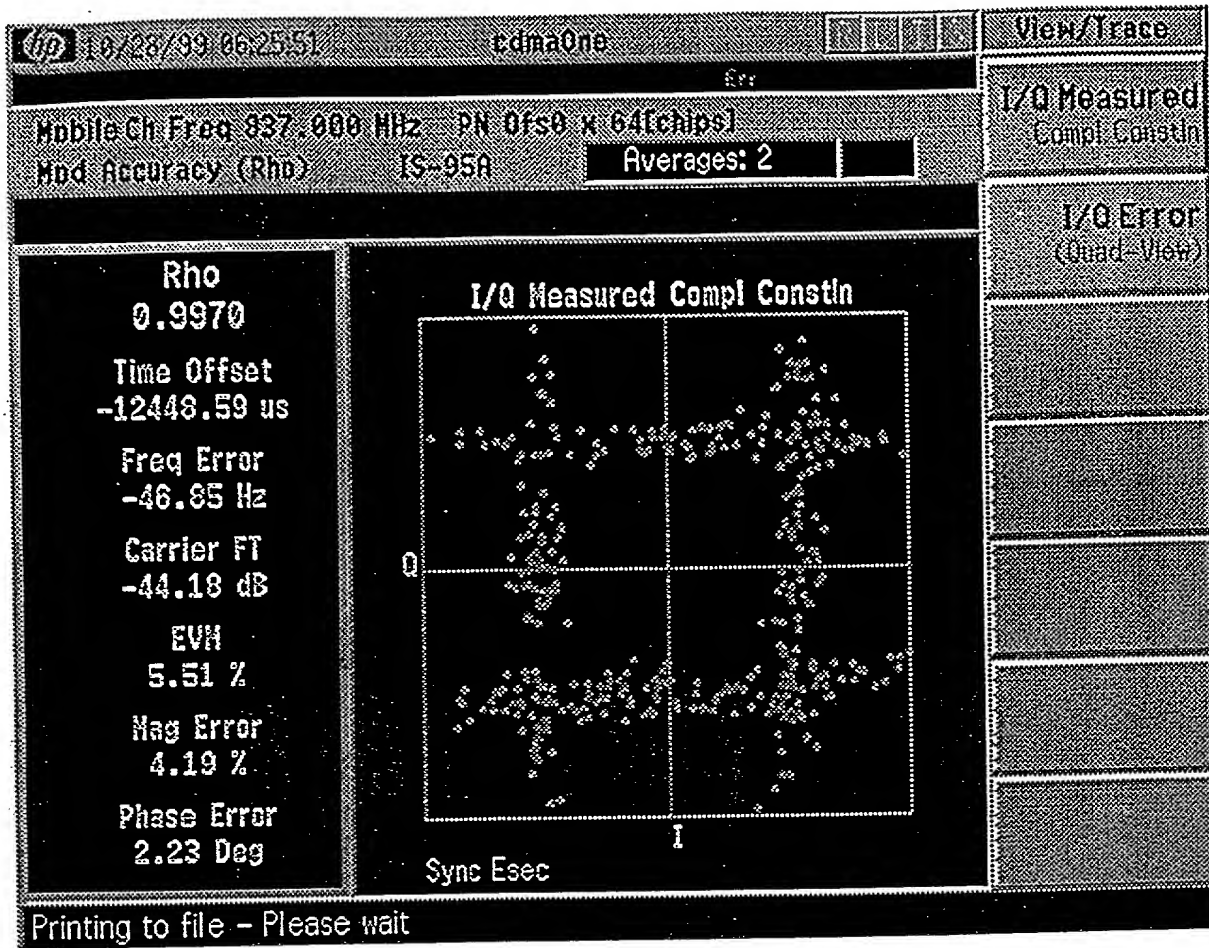 hp 10/28/99 06:25:51 cdmaOne R L T S
View/Trace
Err
Mobile Ch Freq 837.000 MHz PN Ofs0 x 64[chips]
Mod Accuracy (Rho) IS-95A Averages: 2
I/Q Measured
Compl Constln
I/Q Error
(Quad-View)
Rho
0.9970
Time Offset
-12448.59 us
Freq Error
-46.85 Hz
Carrier FT
-44.18 dB
EVM
5.51 %
Mag Error
4.19 %
Phase Error
2.23 Deg
I/Q Measured Compl Constln
Q
I
Sync Esec
Printing to file – Please wait